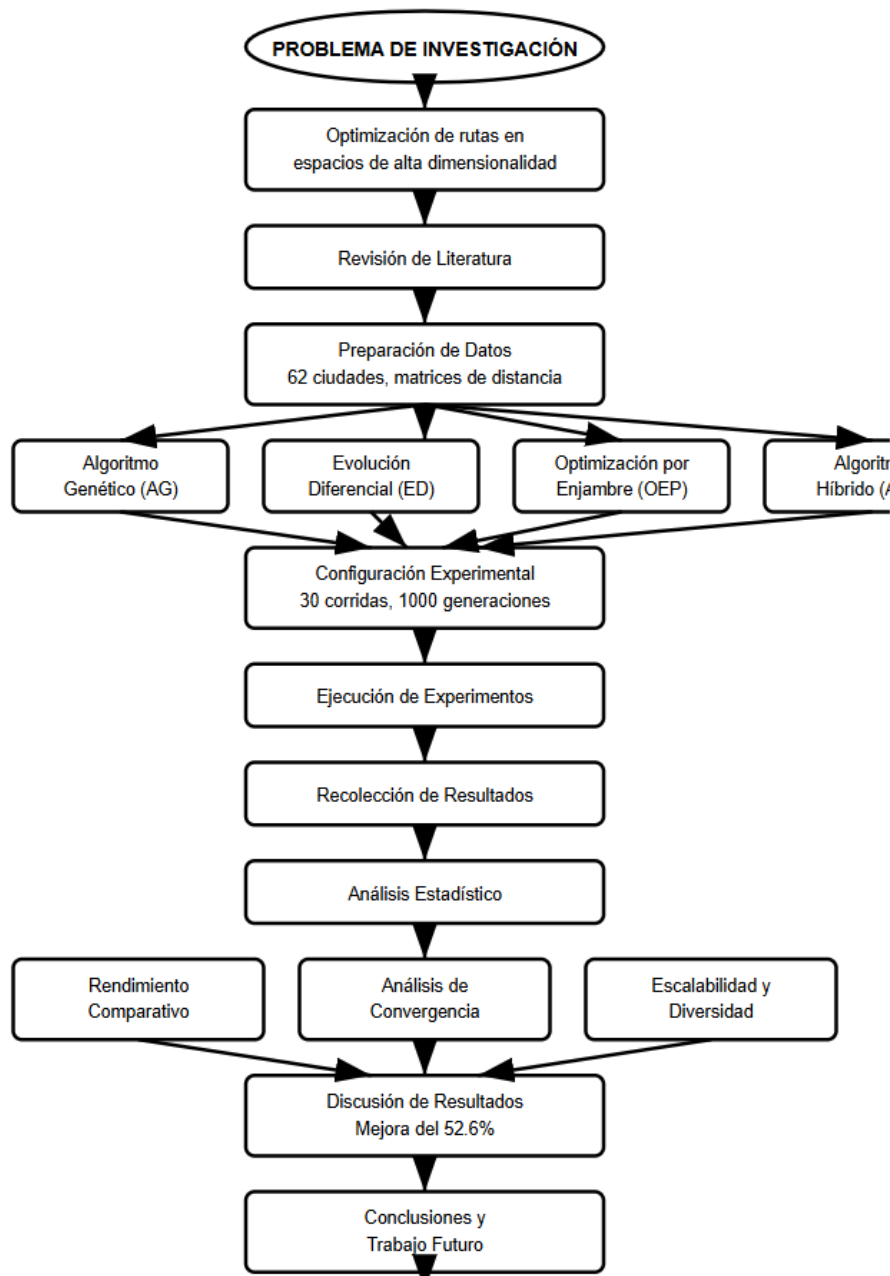 PROBLEMA DE INVESTIGACIÓN
Optimización de rutas en
espacios de alta dimensionalidad
Revisión de Literatura
Preparación de Datos
62 ciudades, matrices de distancia
Algoritmo
Genético (AG)
Evolución
Diferencial (ED)
Optimización por
Enjambre (OEP)
Híbrido
Configuración Experimental
30 corridas, 1000 generaciones
Ejecución de Experimentos
Recolección de Resultados
Análisis Estadístico
Rendimiento
Comparativo
Análisis de
Convergencia
Escalabilidad y
Diversidad
Discusión de Resultados
Mejora del 52.6%
Conclusiones y
Trabajo Futuro